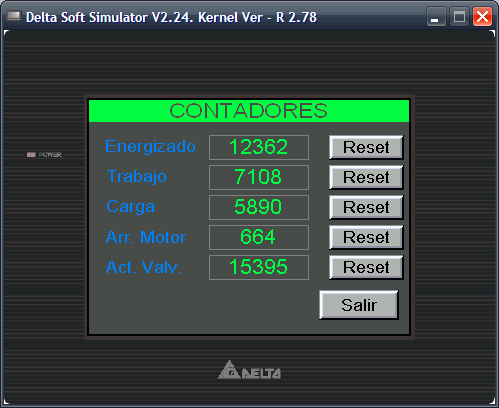 Delta Soft Simulator V2.24. Kernel Ver - R 2.78
CONTADORES
Energizado 12362 Reset
POWER
Trabajo 7108 Reset
Carga 5890 Reset
Arr. Motor 664 Reset
Act. Valv. 15395 Reset
Salir
DELTA